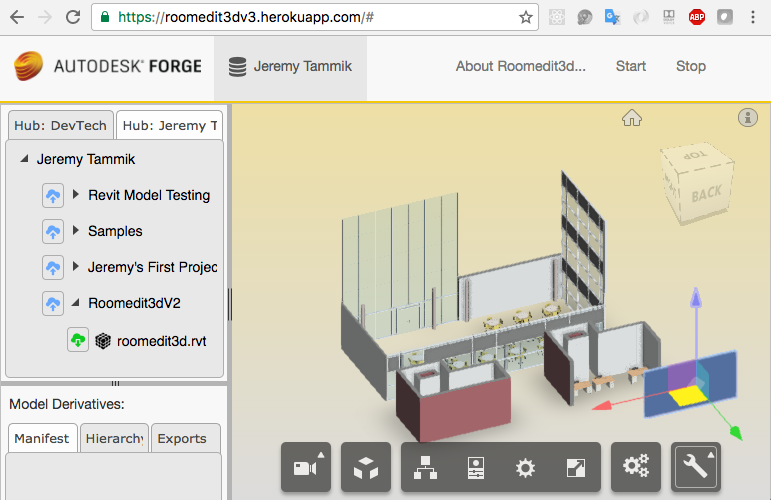 https://roomedit3dv3.herokuapp.com/#
ABP
AUTODESK® FORGE
Jeremy Tammik
About Roomedit3d...
Start
Stop
Hub: DevTech
Hub: Jeremy T
Jeremy Tammik
Revit Model Testing
Samples
Jeremy's First Projec
Roomedit3dV2
roomedit3d.rvt
Model Derivatives:
Manifest
Hierarchy
Exports
TOP
BACK